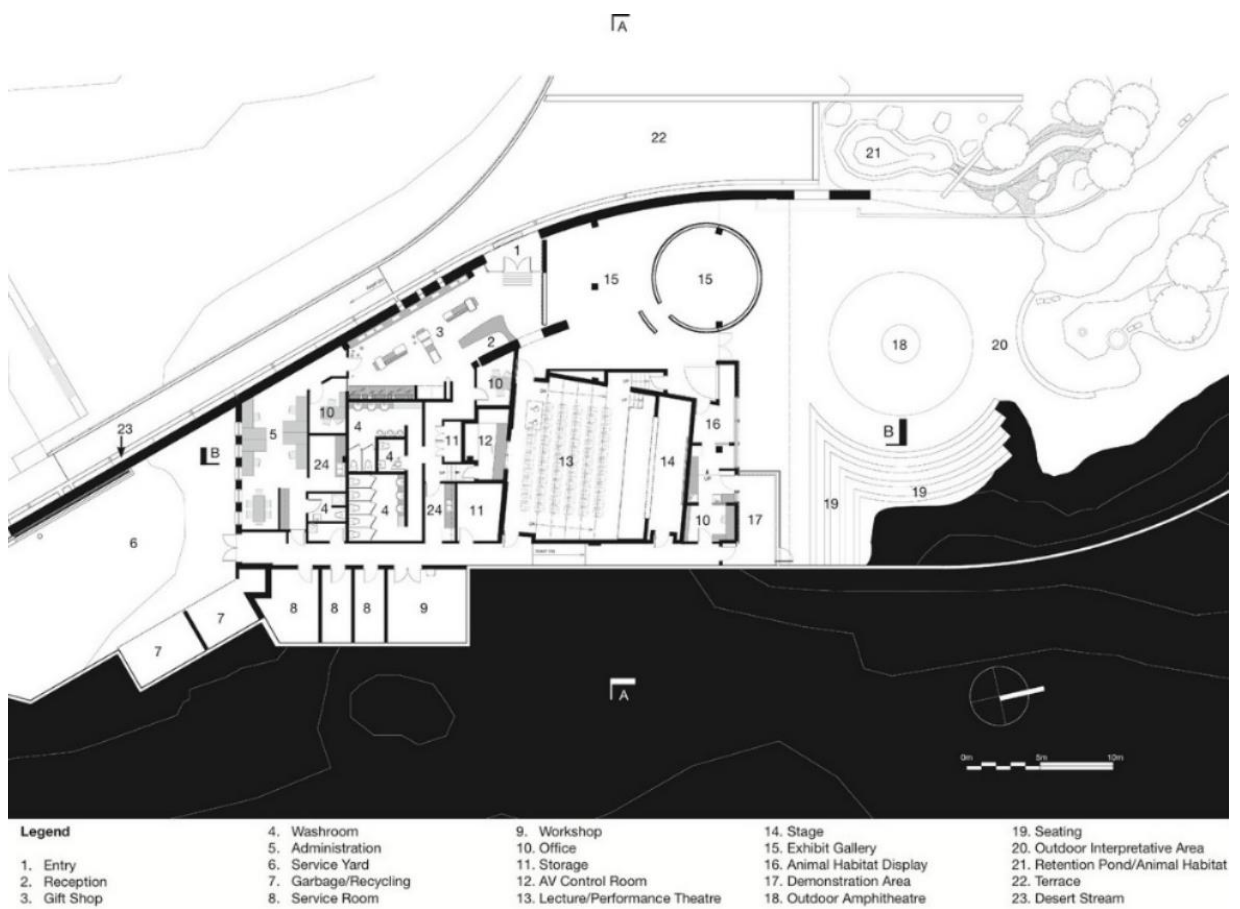 A
22
21
1
15
15
3
2
18
20
10
10
16
B
5
23
B
4
11
12
24
4
13
14
19
19
4
4
24
11
10
17
6
8
8
8
9
7
7
A
0m 5m 10m
Legend
1. Entry
2. Reception
3. Gift Shop
4. Washroom
5. Administration
6. Service Yard
7. Garbage/Recycling
8. Service Room
9. Workshop
10. Office
11. Storage
12. AV Control Room
13. Lecture/Performance Theatre
14. Stage
15. Exhibit Gallery
16. Animal Habitat Display
17. Demonstration Area
18. Outdoor Amphitheatre
19. Seating
20. Outdoor Interpretative Area
21. Retention Pond/Animal Habitat
22. Terrace
23. Desert Stream